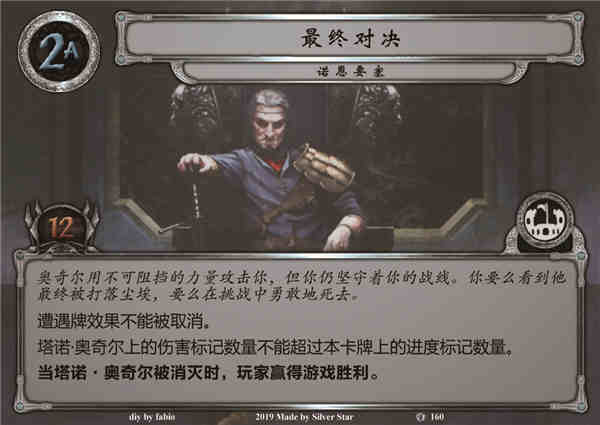 2A
最终对决
诺恩要塞
12
奥奇尔用不可阻挡的力量攻击你，但你仍坚守着你的战线。你要么看到他
最终被打落尘埃，要么在挑战中勇敢地死去。
遭遇牌效果不能被取消。
塔诺·奥奇尔上的伤害标记数量不能超过本卡牌上的进度标记数量。
当塔诺·奥奇尔被消灭时，玩家赢得游戏胜利。
diy by fabio 2019 Made by Silver Star 160